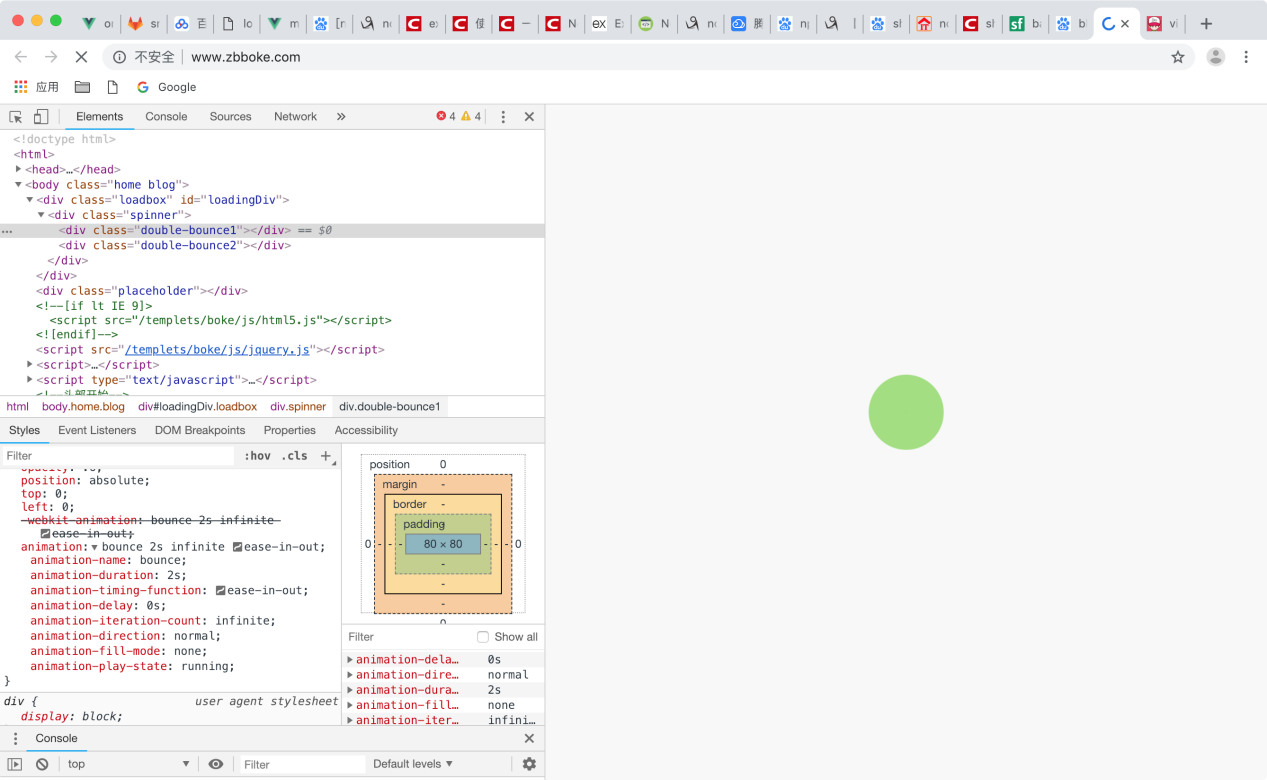 不安全 www.zbboke.com
应用 Google
Elements Console Sources Network » 4 4
<!doctype html>
<html>
<head>…</head>
<body class="home blog">
<div class="loadbox" id="loadingDiv">
<div class="spinner">
… <div class="double-bounce1"></div> == $0
<div class="double-bounce2"></div>
</div>
</div>
<div class="placeholder"></div>
<!--[if lt IE 9]>
<script src="/templets/boke/js/html5.js"></script>
<![endif]-->
<script src="/templets/boke/js/jquery.js"></script>
<script>…</script>
<script type="text/javascript">…</script>
<!--头部开始-->
html body.home.blog div#loadingDiv.loadbox div.spinner div.double-bounce1
Styles Event Listeners DOM Breakpoints Properties Accessibility
Filter :hov .cls +
position: absolute;
top: 0;
left: 0;
-webkit-animation: bounce 2s infinite
ease-in-out;
animation: bounce 2s infinite ease-in-out;
animation-name: bounce;
animation-duration: 2s;
animation-timing-function: ease-in-out;
animation-delay: 0s;
animation-iteration-count: infinite;
animation-direction: normal;
animation-fill-mode: none;
animation-play-state: running;
}
div { user agent stylesheet
display: block;
position 0
margin -
border -
padding -
0 - - - 80 × 80 - - - 0
-
-
-
0
Filter Show all
animation-dela… 0s
animation-dire… normal
animation-dura… 2s
animation-fill… none
animation-iter… infini…
Console
top Filter Default levels